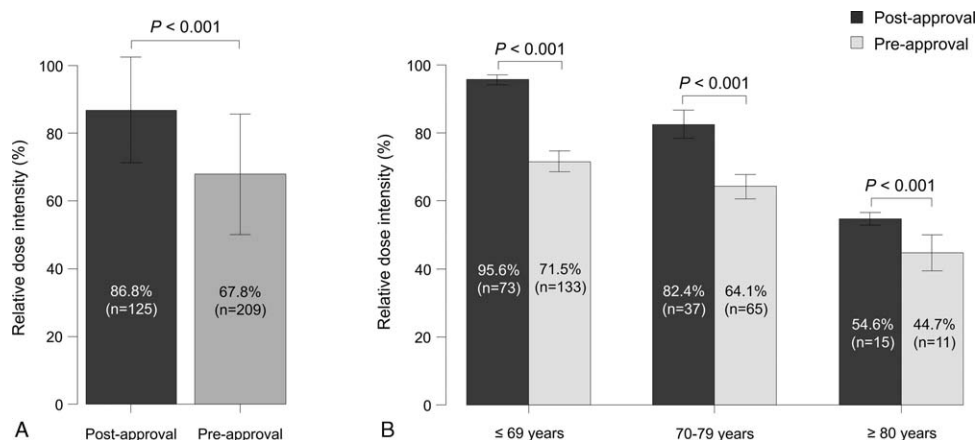 P < 0.001
Relative dose intensity (%)
100
80
60
40
20
0
86.8%
(n=125)
67.8%
(n=209)
Post-approval
Pre-approval
A
Post-approval
Pre-approval
P < 0.001
P < 0.001
P < 0.001
Relative dose intensity (%)
100
80
60
40
20
0
95.6%
(n=73)
71.5%
(n=133)
82.4%
(n=37)
64.1%
(n=65)
54.6%
(n=15)
44.7%
(n=11)
≤ 69 years
70-79 years
≥ 80 years
B